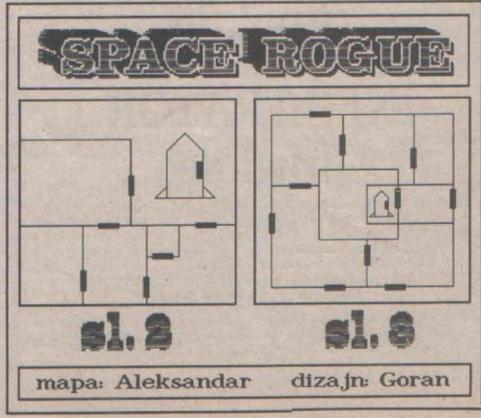 SPACE ROGUE
sl. 2
sl. 3
mapa: Aleksandar
dizajn: Goran